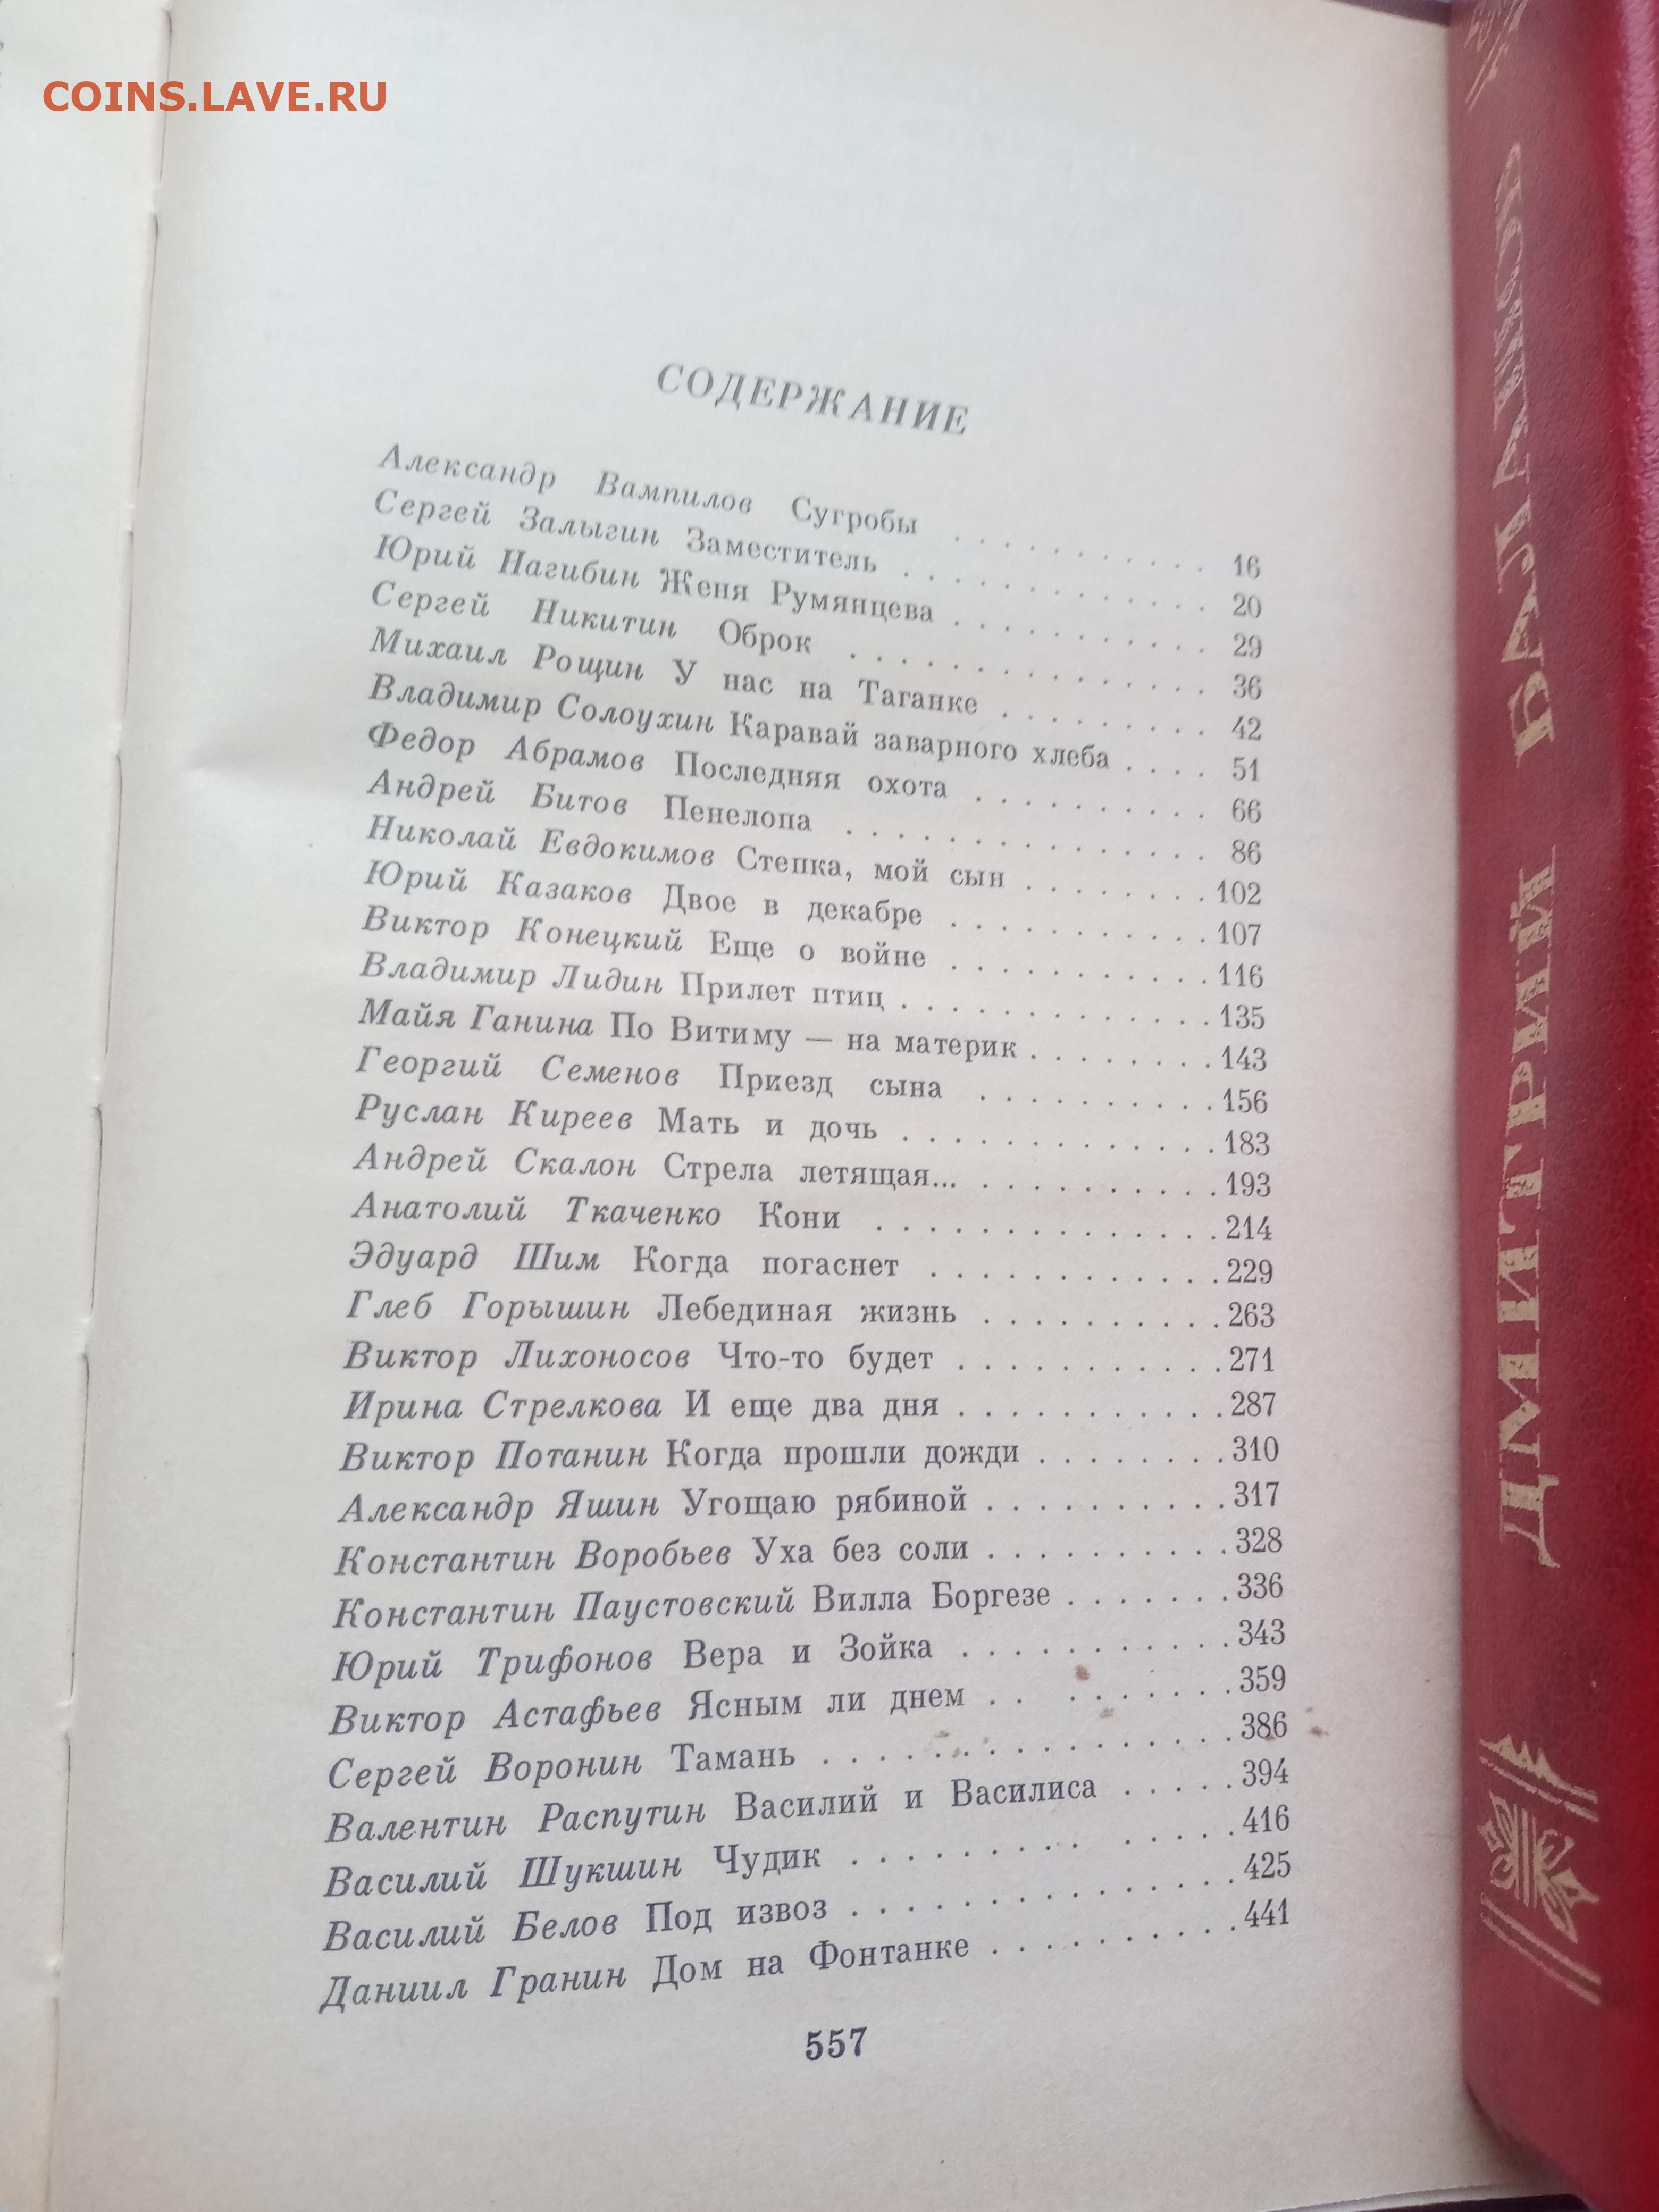 COINS.LAVE.RU
СОДЕРЖАНИЕ
Александр Вампилов Сугробы . . . . . . . . . . 16
Сергей Залыгин Заместитель . . . . . . . . . . . . 20
Юрий Нагибин Женя Румянцева . . . . . . . . . . 29
Сергей Никитин Оброк . . . . . . . . . . . . . . 36
Михаил Рощин У нас на Таганке . . . . . . . . 42
Владимир Солоухин Каравай заварного хлеба . . . . 51
Федор Абрамов Последняя охота . . . . . . . . . 66
Андрей Битов Пенелопа . . . . . . . . . . . . . . 86
Николай Евдокимов Степка, мой сын . . . . . . . 102
Юрий Казаков Двое в декабре . . . . . . . . . . 107
Виктор Конецкий Еще о войне . . . . . . . . . . 116
Владимир Лидин Прилет птиц . . . . . . . . . . . . 135
Майя Ганина По Витиму — на материк . . . . . . . . 143
Георгий Семенов Приезд сына . . . . . . . . . . 156
Руслан Киреев Мать и дочь . . . . . . . . . . . . . 183
Андрей Скалон Стрела летящая... . . . . . . . . . . 193
Анатолий Ткаченко Кони . . . . . . . . . . . . . . 214
Эдуард Шим Когда погаснет . . . . . . . . . . . . 229
Глеб Горышин Лебединая жизнь . . . . . . . . . . 263
Виктор Лихоносов Что-то будет . . . . . . . . . . . 271
Ирина Стрелкова И еще два дня . . . . . . . . . . . 287
Виктор Потанин Когда прошли дожди . . . . . . . . 310
Александр Яшин Угощаю рябиной . . . . . . . . . . 317
Константин Воробьев Уха без соли . . . . . . . . . . 328
Константин Паустовский Вилла Боргезе . . . . . . . 336
Юрий Трифонов Вера и Зойка . . . . . . . . . . . 343
Виктор Астафьев Ясным ли днем . . . . . . . . . 359
Сергей Воронин Тамань . . . . . . . . . . . . . . . . 386
Валентин Распутин Василий и Василиса . . . . . 394
Василий Шукшин Чудик . . . . . . . . . . . . . . 416
Василий Белов Под извоз . . . . . . . . . . . . . . . 425
Даниил Гранин Дом на Фонтанке . . . . . . . . . . 441
557
ДМИТРИЙ БАЛАШОВ